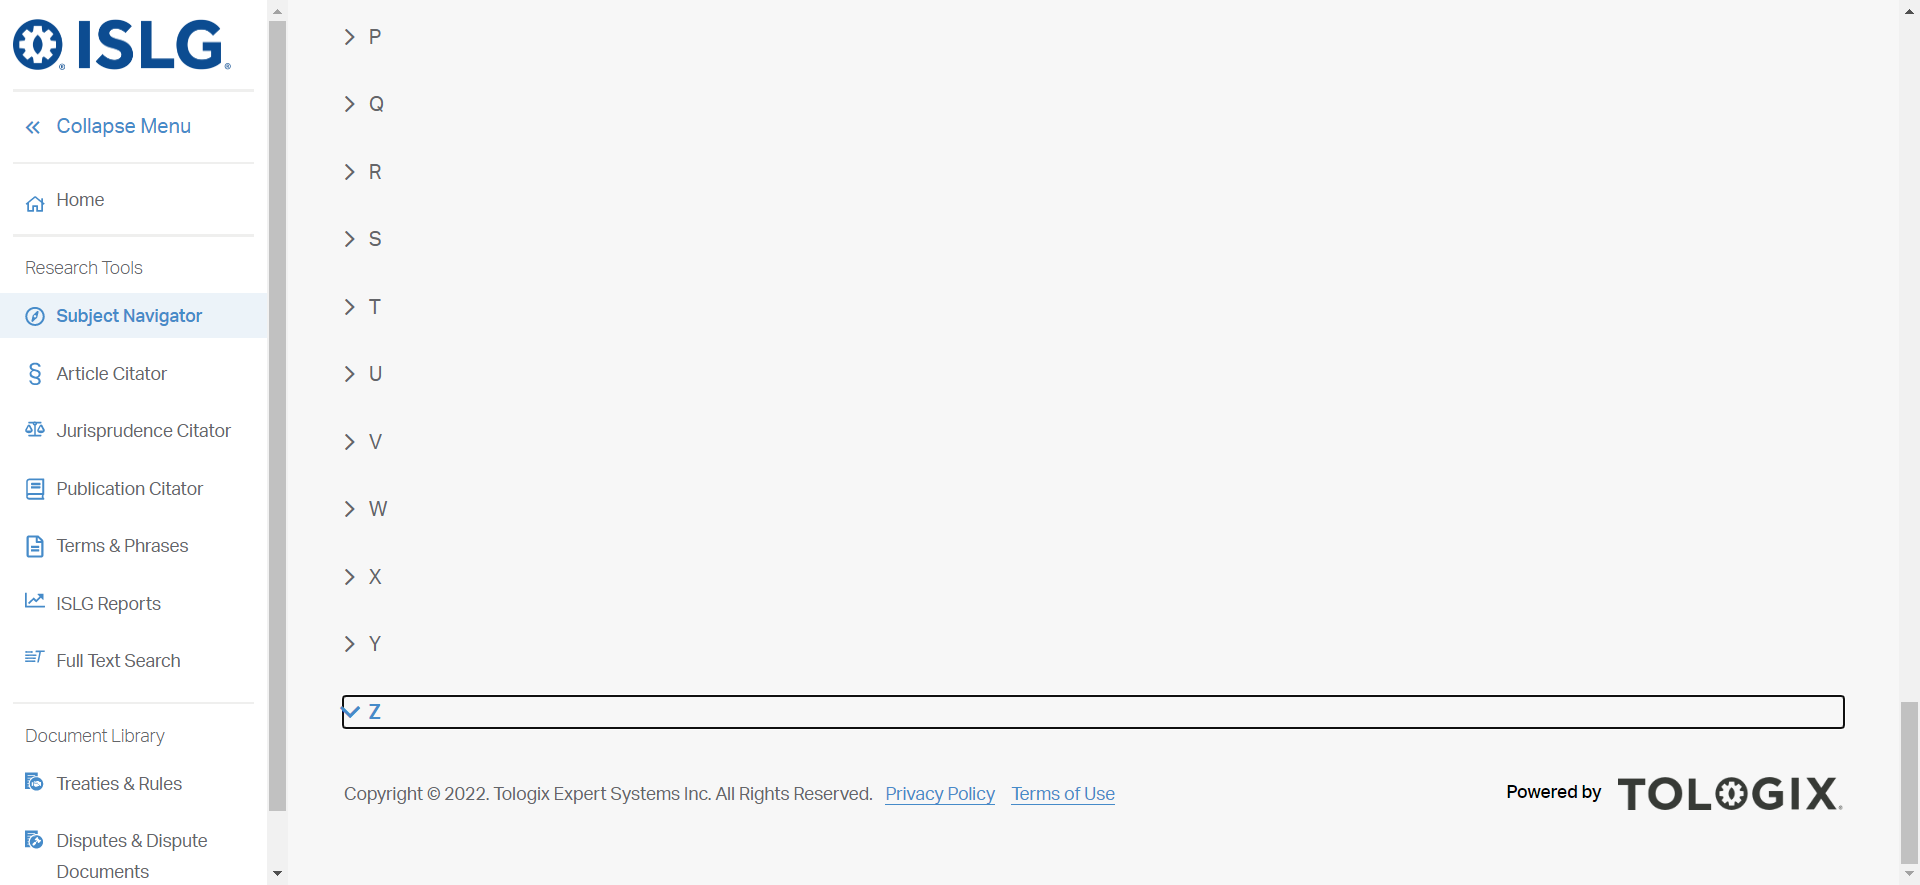 ISLG
Collapse Menu
Home
Research Tools
Subject Navigator
Article Citator
Jurisprudence Citator
Publication Citator
Terms & Phrases
ISLG Reports
Full Text Search
Document Library
Treaties & Rules
Disputes & Dispute
Documents
P
Q
R
S
T
U
V
W
X
Y
Z
Copyright © 2022. Tologix Expert Systems Inc. All Rights Reserved. Privacy Policy Terms of Use
Powered by TOLOGIX